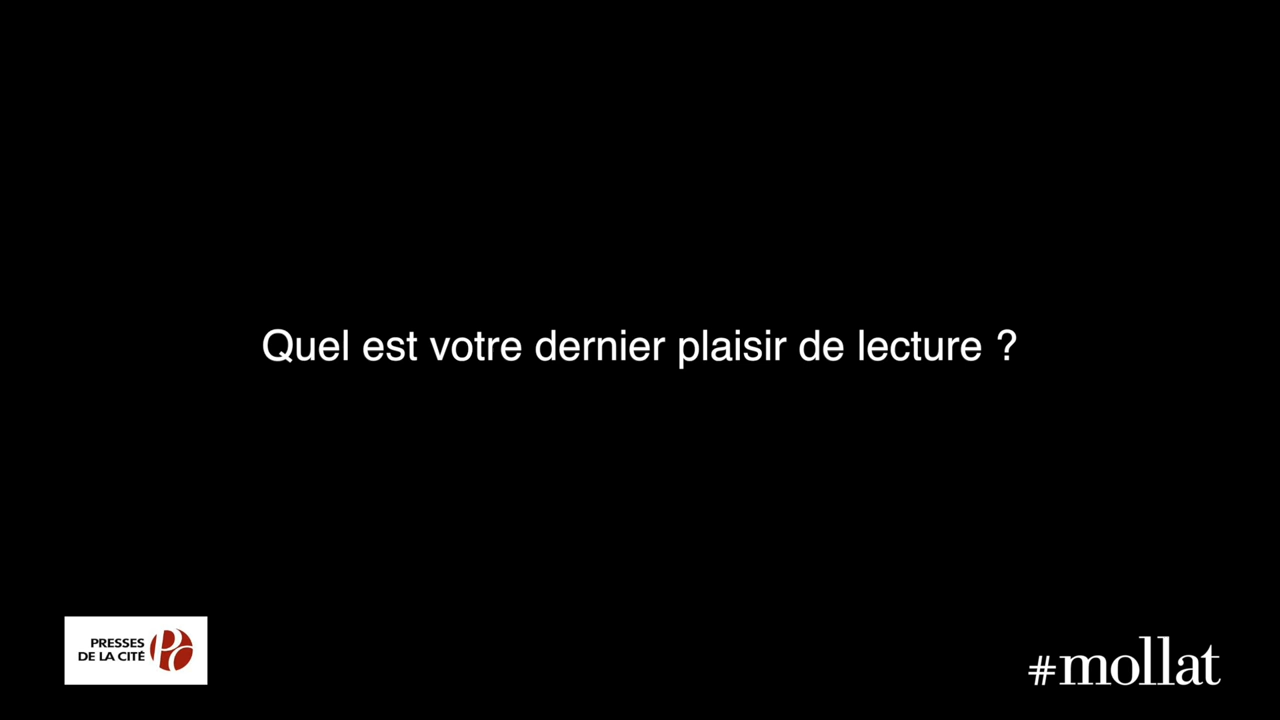 Quel est votre dernier plaisir de lecture ?
PRESSES
DE LA CITÉ
#mollat